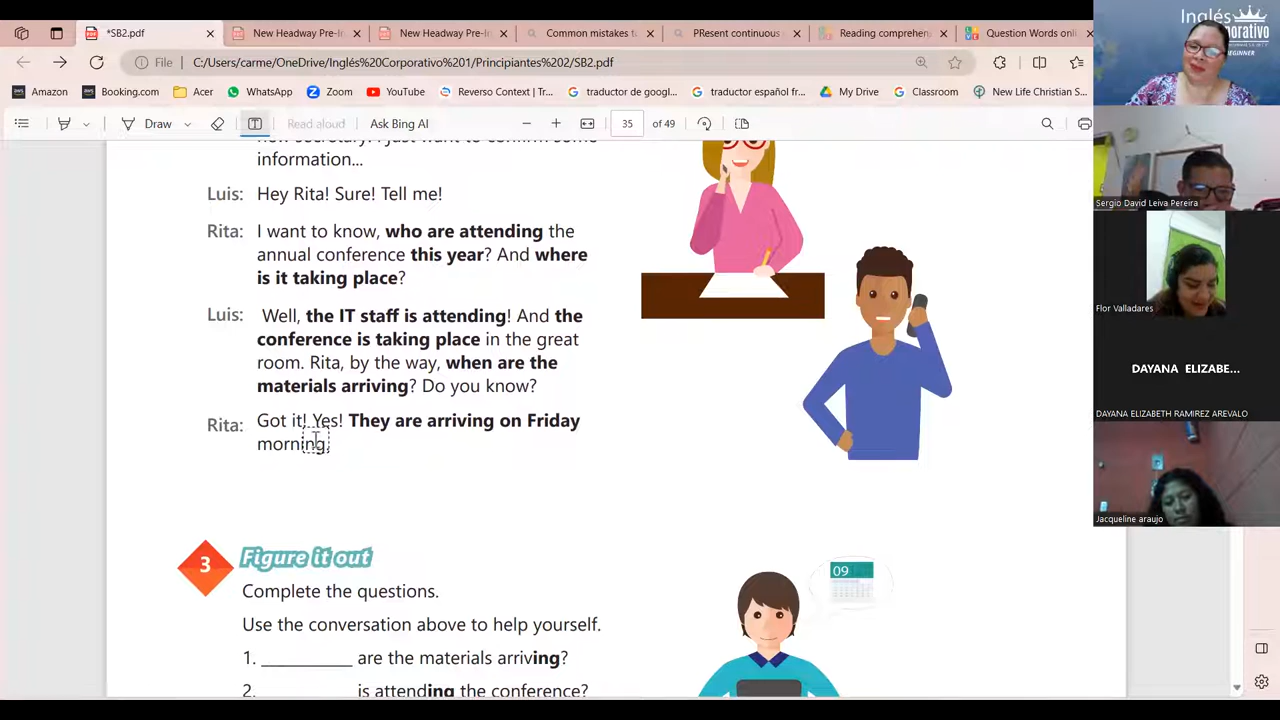 *SB2.pdf
New Headway Pre-In
New Headway Pre-In
Common mistakes t
PResent continuous
Reading comprehen
Question Words onl
File
C:/Users/carme/OneDrive/Inglés%20Corporativo%201/Principiantes%2002/SB2.pdf
Amazon
Booking.com
Acer
WhatsApp
Zoom
YouTube
Reverso Context | Tr...
traductor de googl...
traductor español fr...
My Drive
Classroom
New Life Christian S...
Draw
Read aloud
Ask Bing AI
35
of 49
information...
Luis: Hey Rita! Sure! Tell me!
Rita: I want to know, who are attending the
annual conference this year? And where
is it taking place?
Luis: Well, the IT staff is attending! And the
conference is taking place in the great
room. Rita, by the way, when are the
materials arriving? Do you know?
Rita: Got it! Yes! They are arriving on Friday
morning.
3
Figure it out
09
Complete the questions.
Use the conversation above to help yourself.
1. __________ are the materials arriving?
2. __________ is attending the conference?
Inglés
Sergio David Leiva Pereira
Flor Valladares
DAYANA ELIZABE...
DAYANA ELIZABETH RAMIREZ AREVALO
Jacqueline araujo